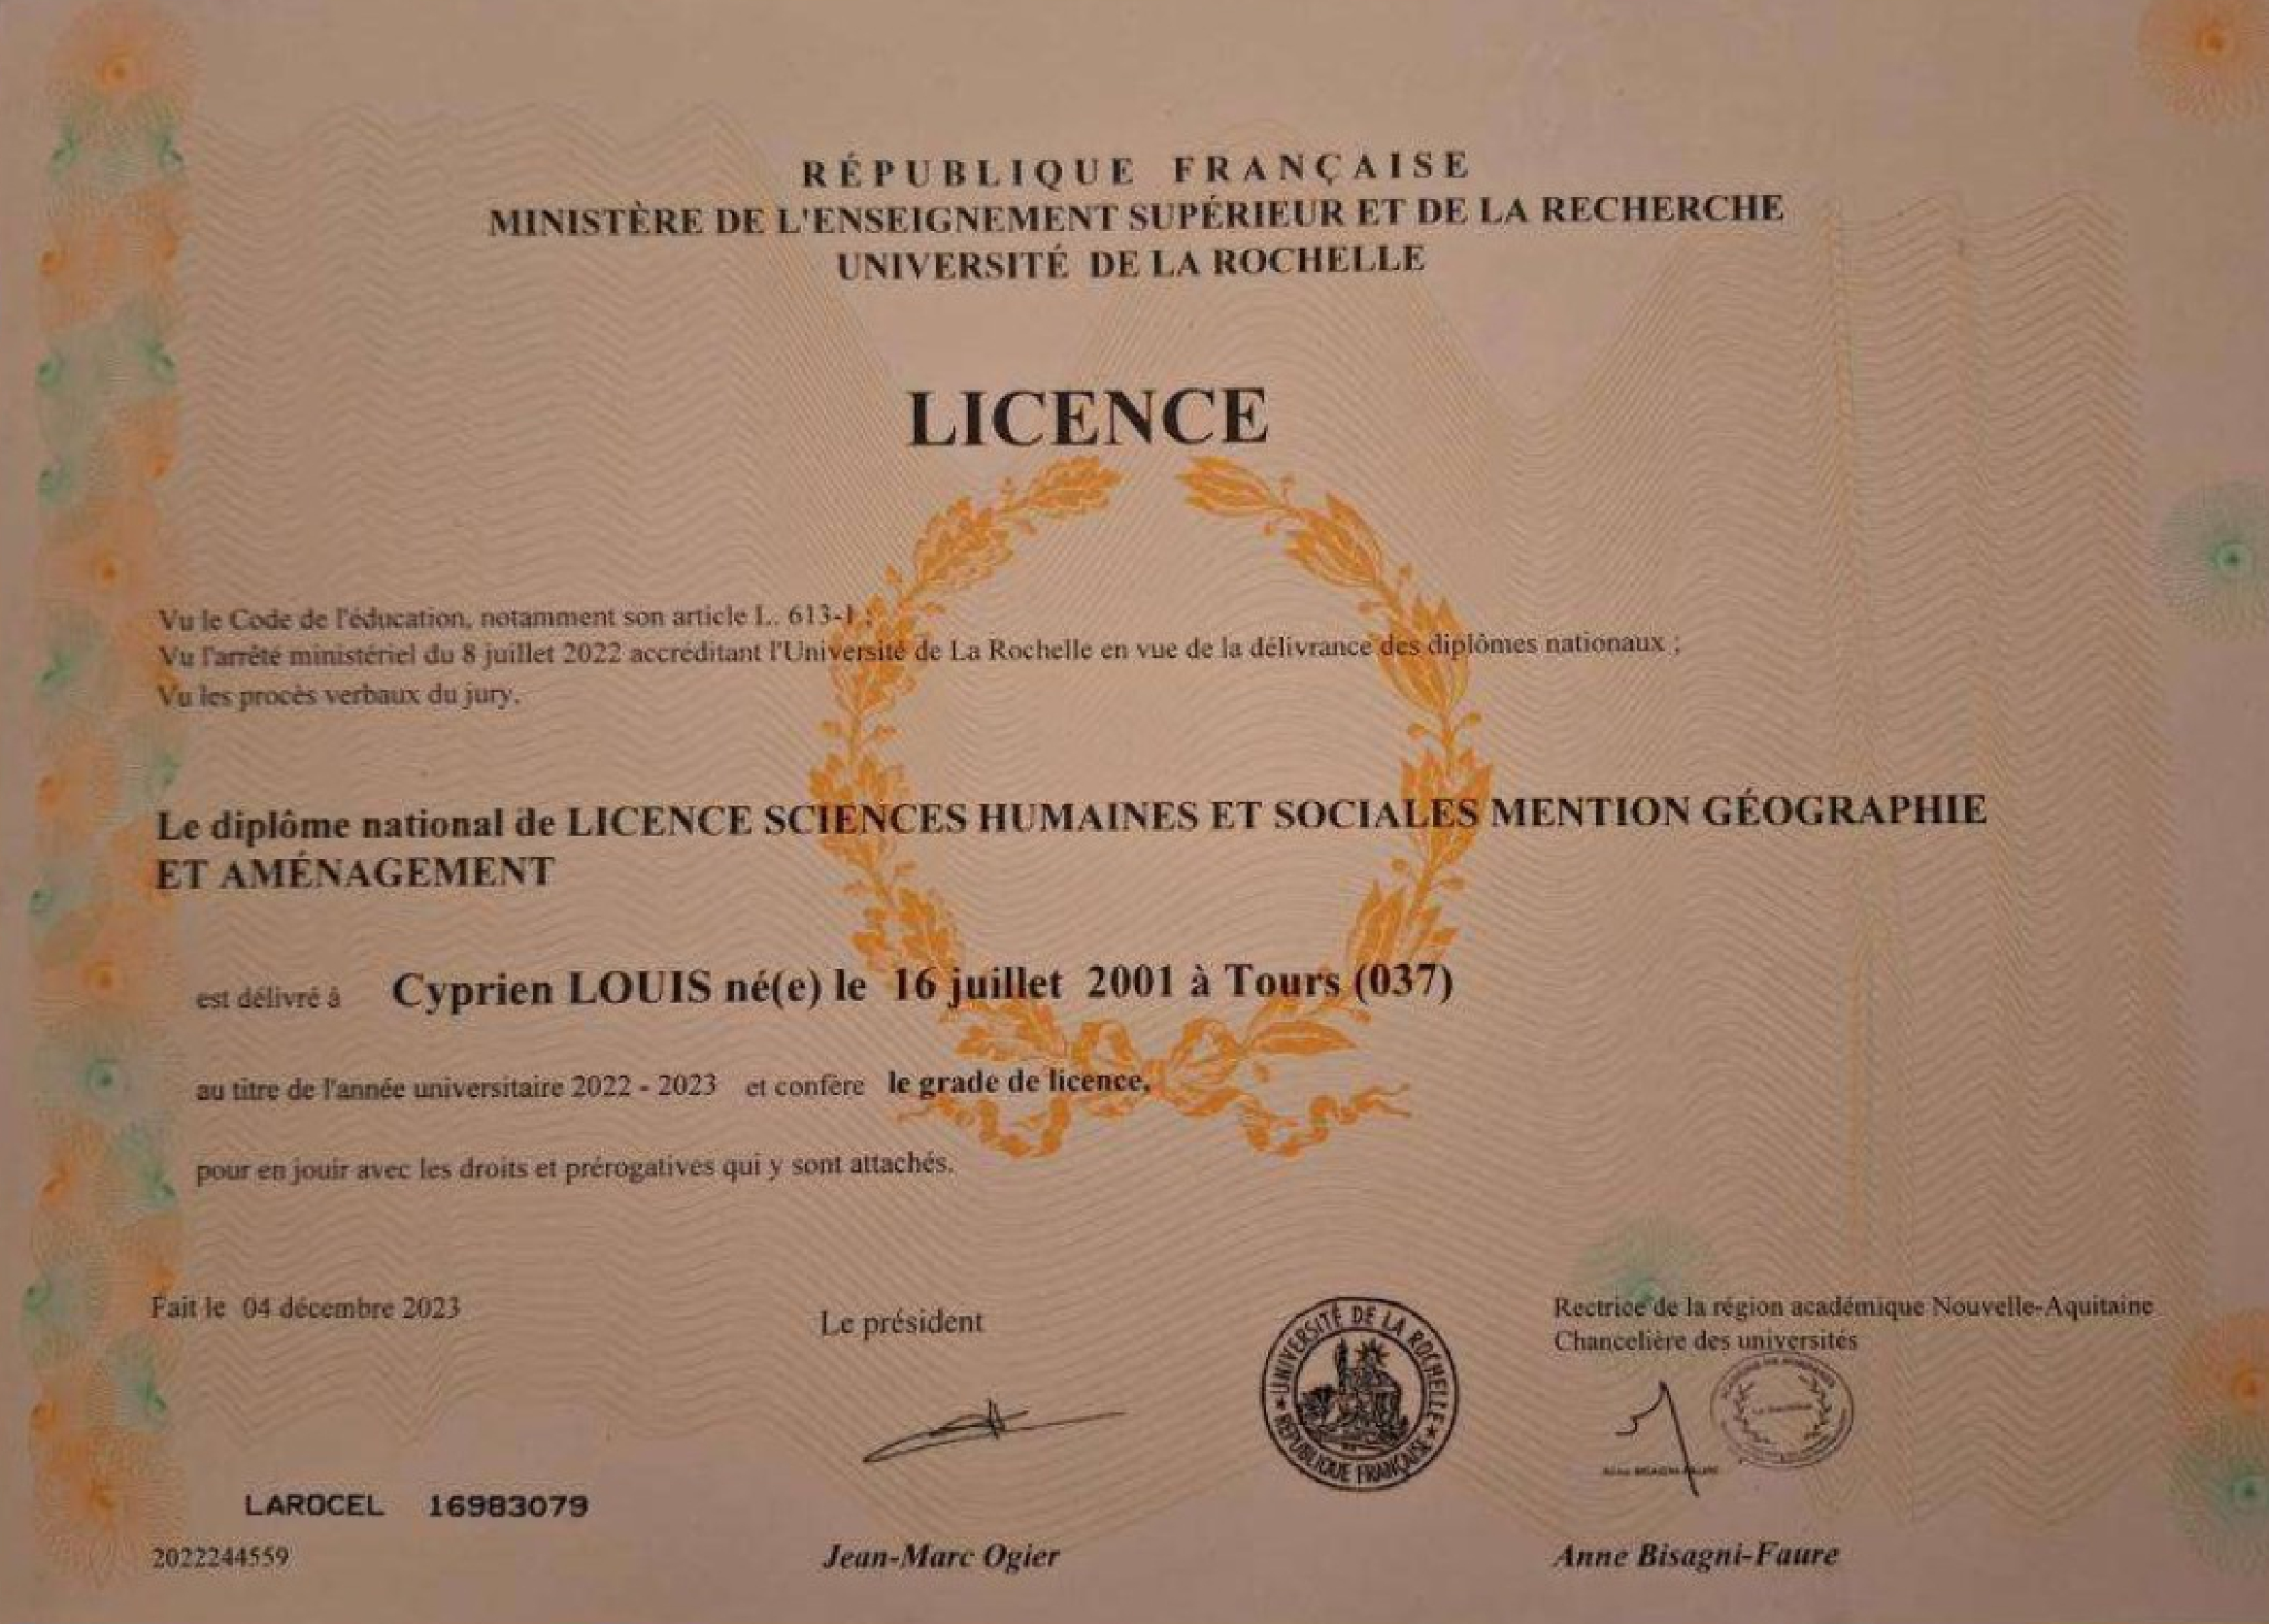 RÉPUBLIQUE FRANÇAISE
MINISTÈRE DE L'ENSEIGNEMENT SUPÉRIEUR ET DE LA RECHERCHE
UNIVERSITÉ DE LA ROCHELLE
LICENCE
Vu le Code de l'éducation, notamment son article L. 613-1 ;
Vu l'arrêté ministériel du 8 juillet 2022 accréditant l'Université de La Rochelle en vue de la délivrance des diplômes nationaux ;
Vu les procès verbaux du jury.
Le diplôme national de LICENCE SCIENCES HUMAINES ET SOCIALES MENTION GÉOGRAPHIE
ET AMÉNAGEMENT
est délivré à Cyprien LOUIS né(e) le 16 juillet 2001 à Tours (037)
au titre de l'année universitaire 2022 - 2023 et confère le grade de licence,
pour en jouir avec les droits et prérogatives qui y sont attachés.
Fait le 04 décembre 2023
Le président
UNIVERSITÉ DE LA ROCHELLE
RÉPUBLIQUE FRANÇAISE
Rectrice de la région académique Nouvelle-Aquitaine
Chancelière des universités
Anne BISAGNI-FAURE
LAROCEL 16983079
2022244559
Jean-Marc Ogier
Anne Bisagni-Faure